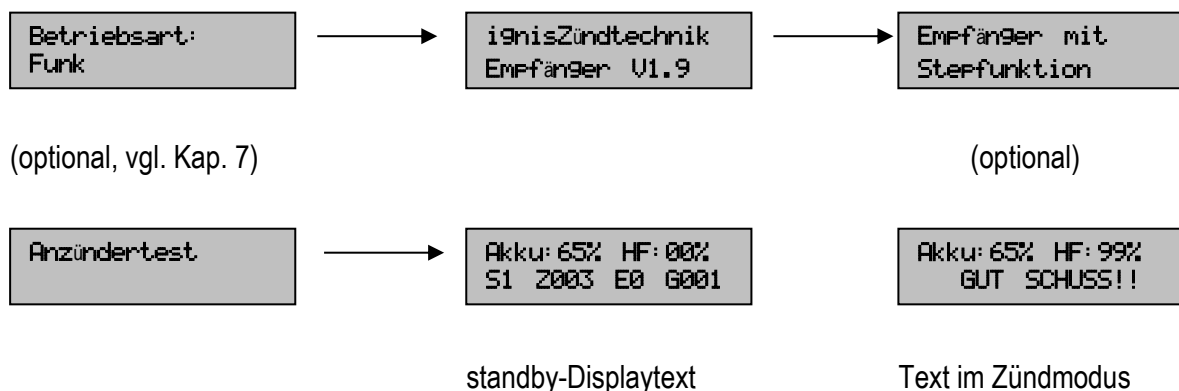 Betriebsart:
Funk
ignisZündtechnik
Empfänger V1.9
Empfänger mit
Stepfunktion
(optional, vgl. Kap. 7)
(optional)
Anzündertest
Akku:65% HF:00%
S1 Z003 E0 G001
Akku:65% HF:99%
GUT SCHUSS!!
standby-Displaytext
Text im Zündmodus